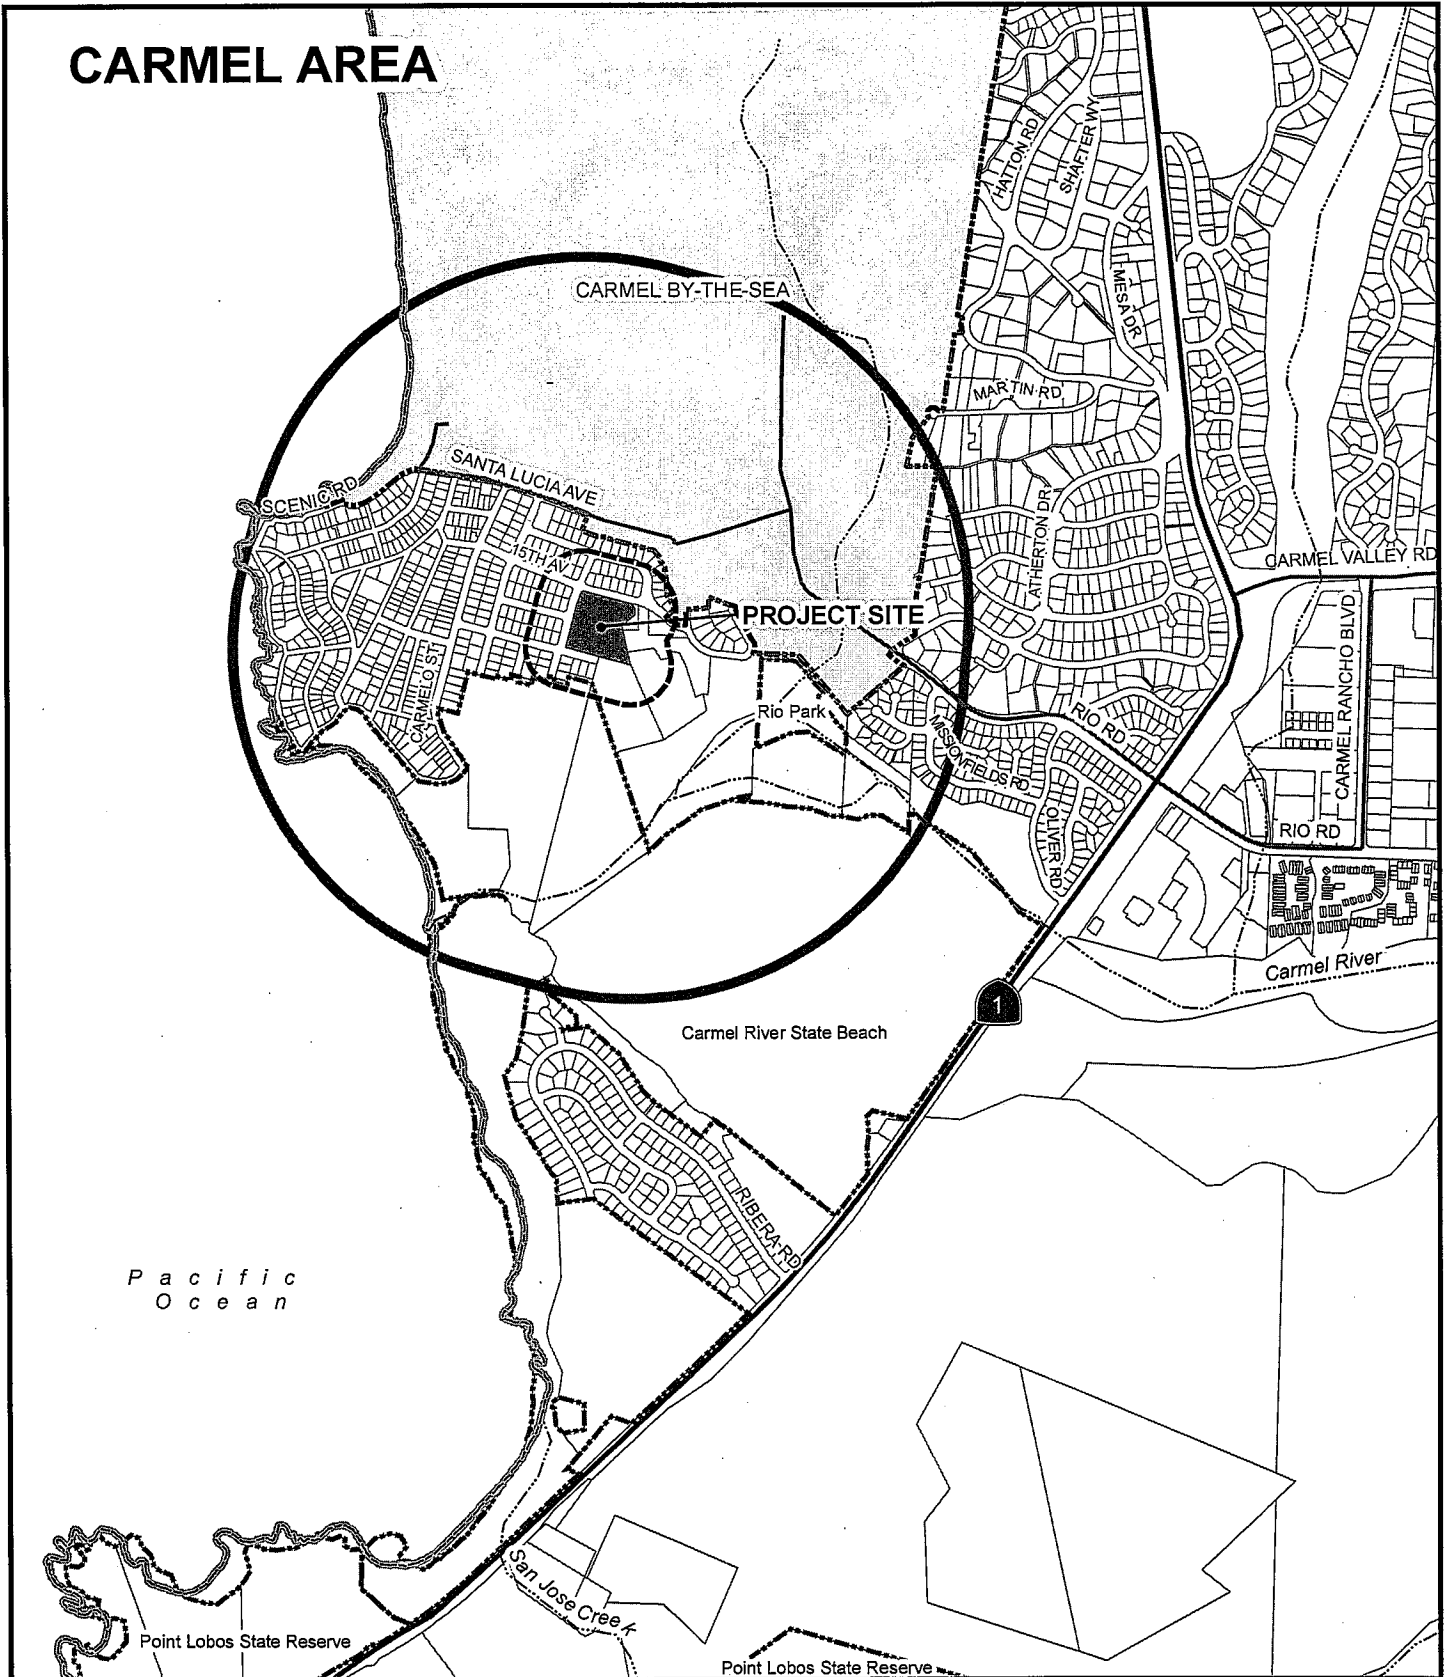 CARMEL AREA
HATTON RD
SHAFTER WY
MESA DR
CARMEL BY-THE-SEA
MARTIN RD
SANTA LUCIA AVE
SCENIC RD
15TH AV
ATHERTON DR
CARMEL VALLEY RD
PROJECT SITE
CARMELO ST
Rio Park
MISSION FIELDS RD
RIO RD
CARMEL RANCHO BLVD
OLIVER RD
RIO RD
Carmel River
1
Carmel River State Beach
RIBERA RD
Pacific
Ocean
San Jose Creek
Point Lobos State Reserve
Point Lobos State Reserve